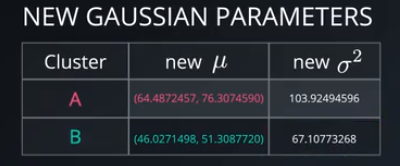 NEW GAUSSIAN PARAMETERS
Cluster new μ new σ²
A (64.4872457, 76.3074590) 103.92494596
B (46.0271498, 51.3087720) 67.10773268